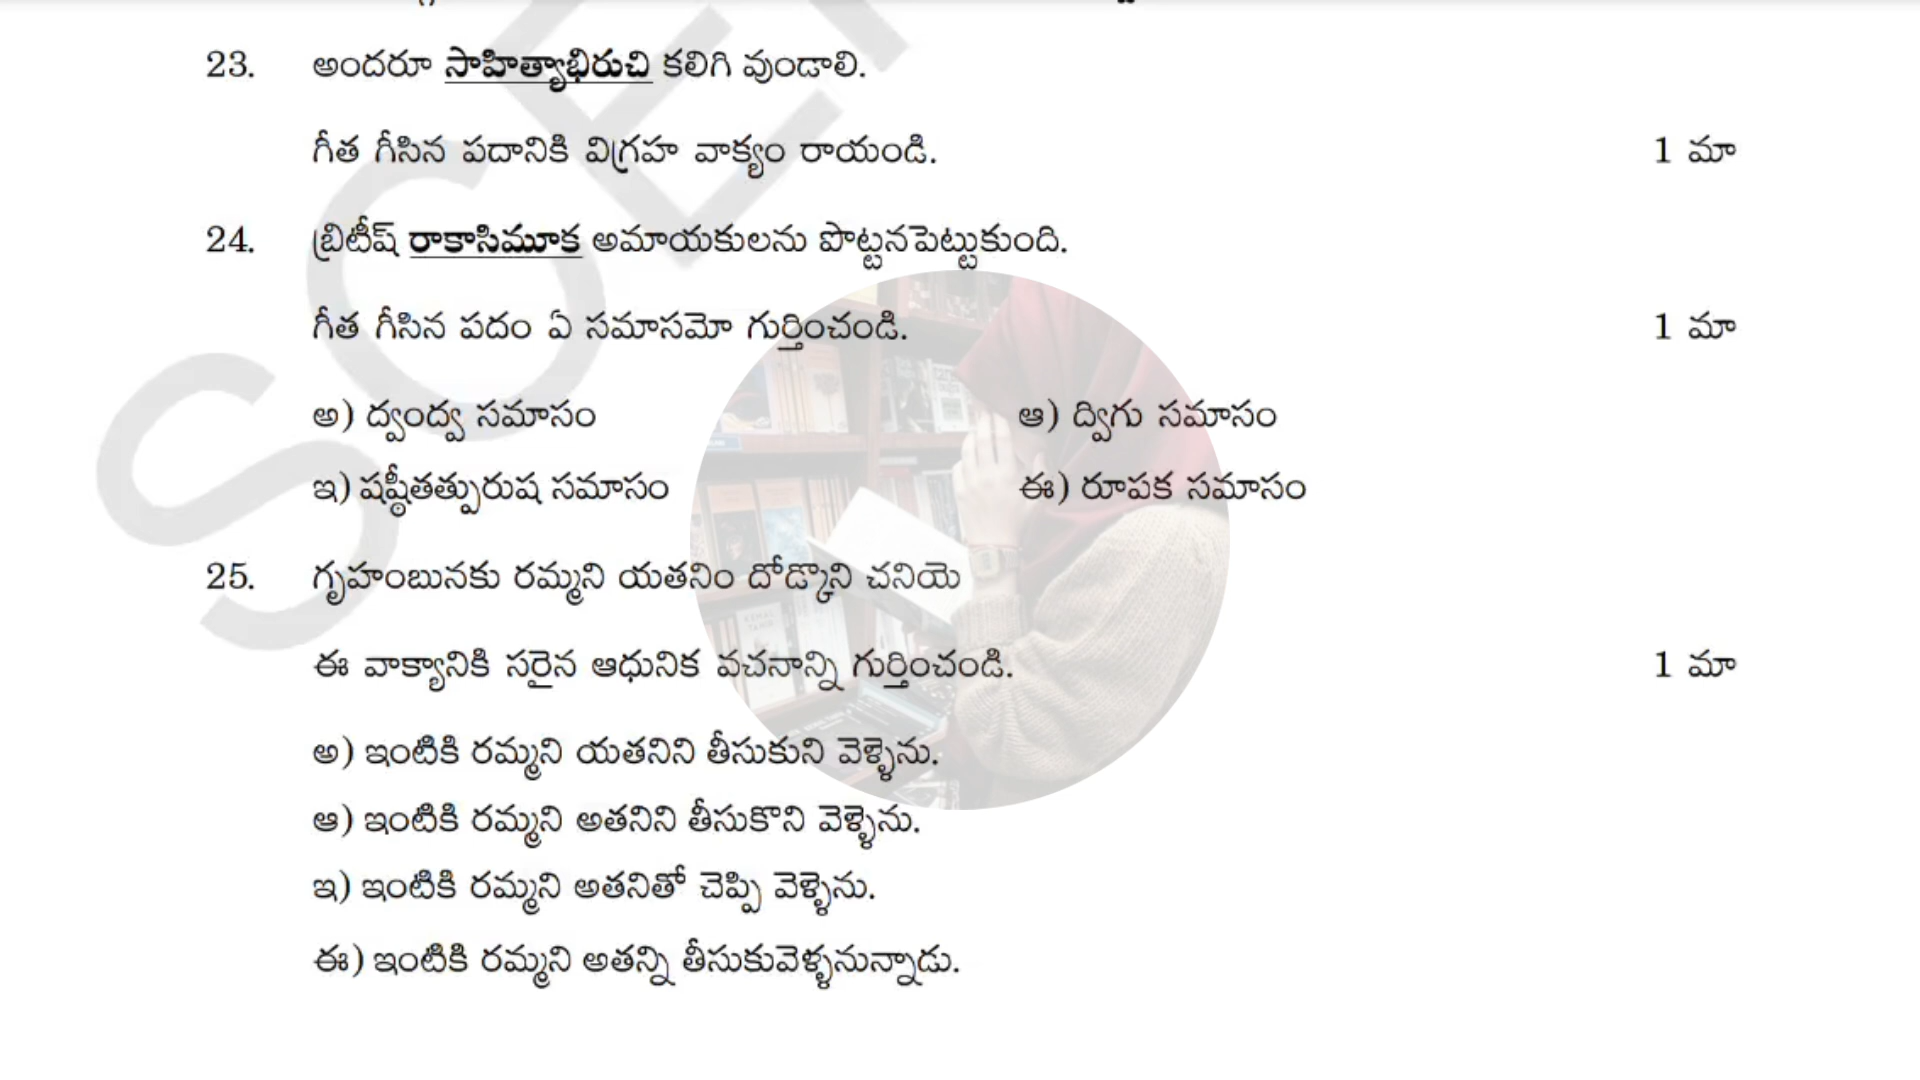 23. అందరూ సాహిత్యాభిరుచి కలిగి వుండాలి.
గీత గీసిన పదానికి విగ్రహ వాక్యం రాయండి. 1 మా
24. బ్రిటీష్ రాకాసిమూక అమాయకులను పొట్టనపెట్టుకుంది.
గీత గీసిన పదం ఏ సమాసమో గుర్తించండి. 1 మా
అ) ద్వంద్వ సమాసం ఆ) ద్విగు సమాసం
ఇ) షష్ఠీతత్పురుష సమాసం ఈ) రూపక సమాసం
25. గృహంబునకు రమ్మని యతనిం దోడ్కొని చనియె
ఈ వాక్యానికి సరైన ఆధునిక వచనాన్ని గుర్తించండి. 1 మా
అ) ఇంటికి రమ్మని యతనిని తీసుకుని వెళ్ళెను.
ఆ) ఇంటికి రమ్మని అతనిని తీసుకొని వెళ్ళెను.
ఇ) ఇంటికి రమ్మని అతనితో చెప్పి వెళ్ళెను.
ఈ) ఇంటికి రమ్మని అతన్ని తీసుకువెళ్ళనున్నాడు.